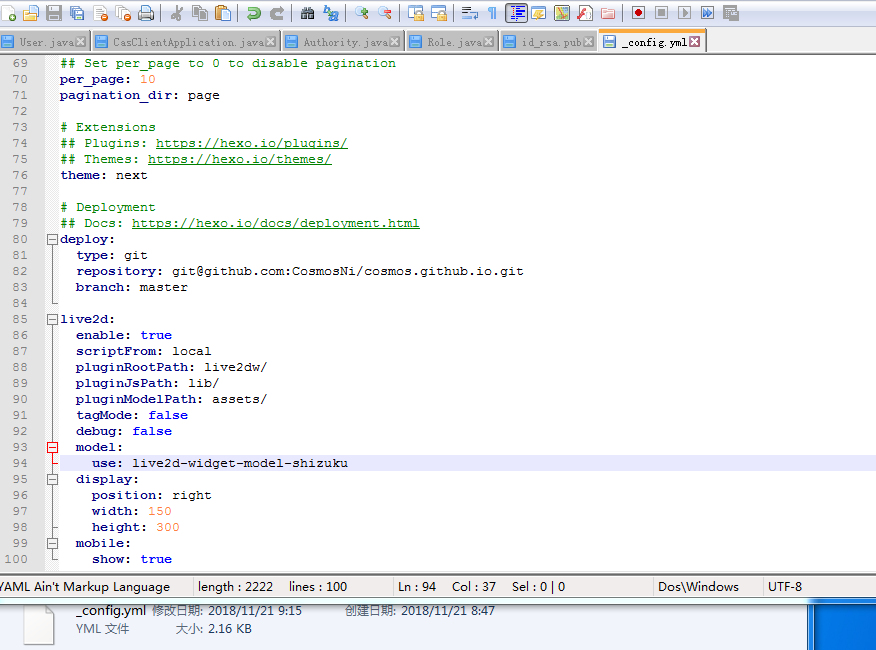 User.java
CasClientApplication.java
Authority.java
Role.java
id_rsa.pub
_config.yml
69 ## Set per_page to 0 to disable pagination
70 per_page: 10
71 pagination_dir: page
72
73 # Extensions
74 ## Plugins: https://hexo.io/plugins/
75 ## Themes: https://hexo.io/themes/
76 theme: next
77
78 # Deployment
79 ## Docs: https://hexo.io/docs/deployment.html
80 deploy:
81   type: git
82   repository: git@github.com:CosmosNi/cosmos.github.io.git
83   branch: master
84
85 live2d:
86   enable: true
87   scriptFrom: local
88   pluginRootPath: live2dw/
89   pluginJsPath: lib/
90   pluginModelPath: assets/
91   tagMode: false
92   debug: false
93   model:
94     use: live2d-widget-model-shizuku
95   display:
96     position: right
97     width: 150
98     height: 300
99   mobile:
100     show: true
YAML Ain't Markup Language length : 2222 lines : 100 Ln : 94 Col : 37 Sel : 0 | 0 Dos\Windows UTF-8
_config.yml 修改日期: 2018/11/21 9:15 创建日期: 2018/11/21 8:47
YML 文件 大小: 2.16 KB